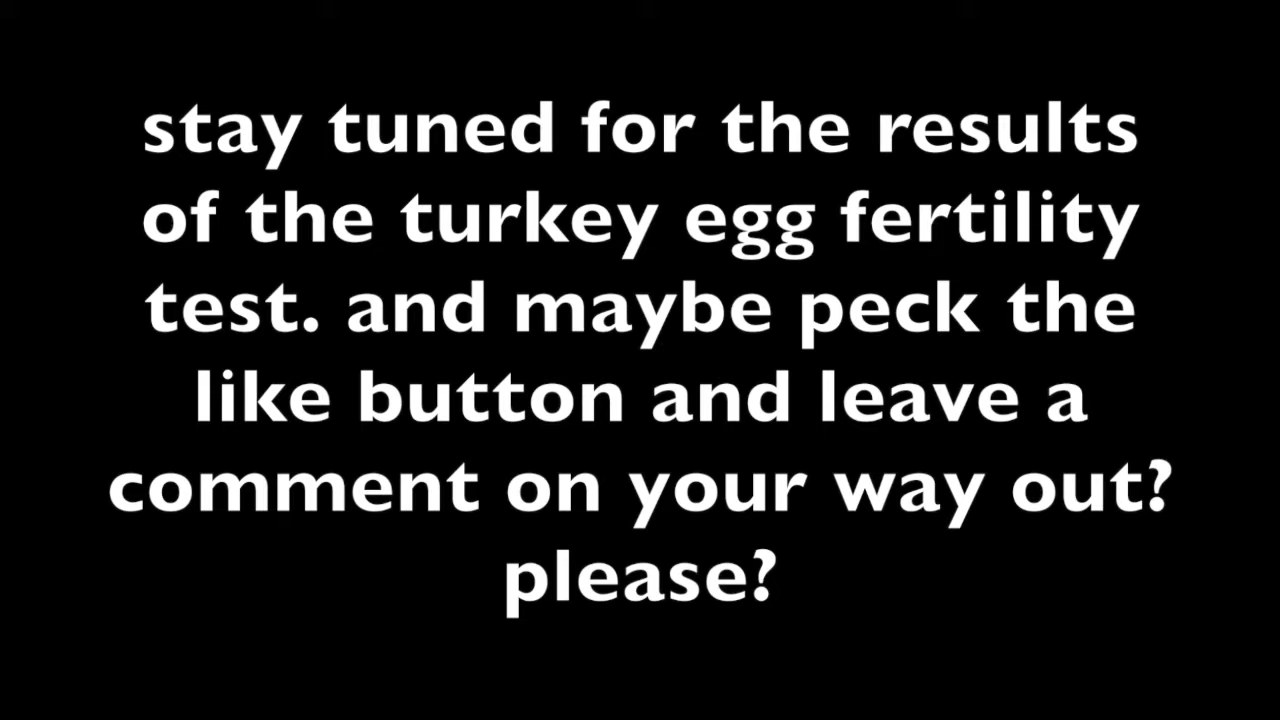 stay tuned for the results
of the turkey egg fertility
test. and maybe peck the
like button and leave a
comment on your way out?
please?